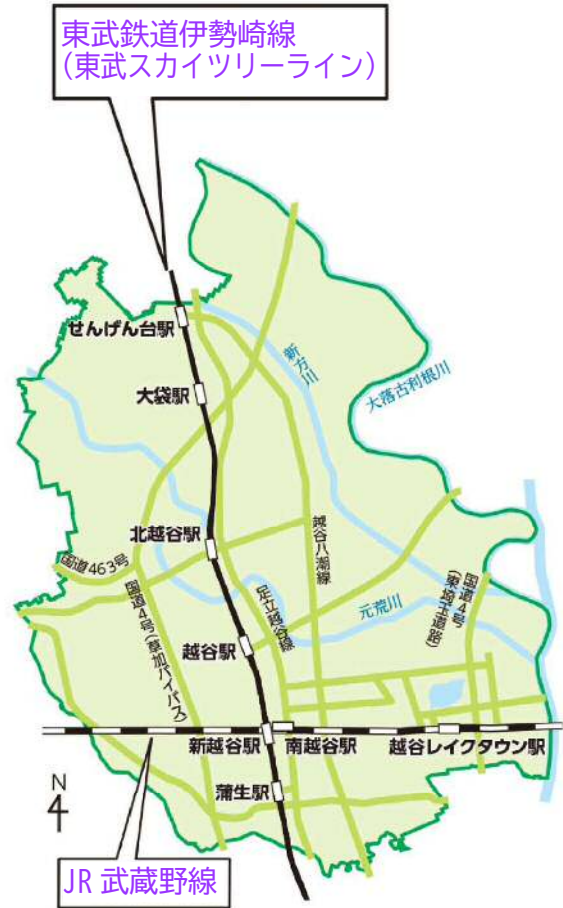 東武鉄道伊勢崎線
(東武スカイツリーライン)
せんげん台駅
新方川
大落古利根川
大袋駅
北越谷駅
越谷八潮線
国道463号
国道4号(草加バイパス)
足立越谷線
元荒川
国道4号
(東埼玉道路)
越谷駅
新越谷駅
南越谷駅
越谷レイクタウン駅
蒲生駅
N
JR 武蔵野線